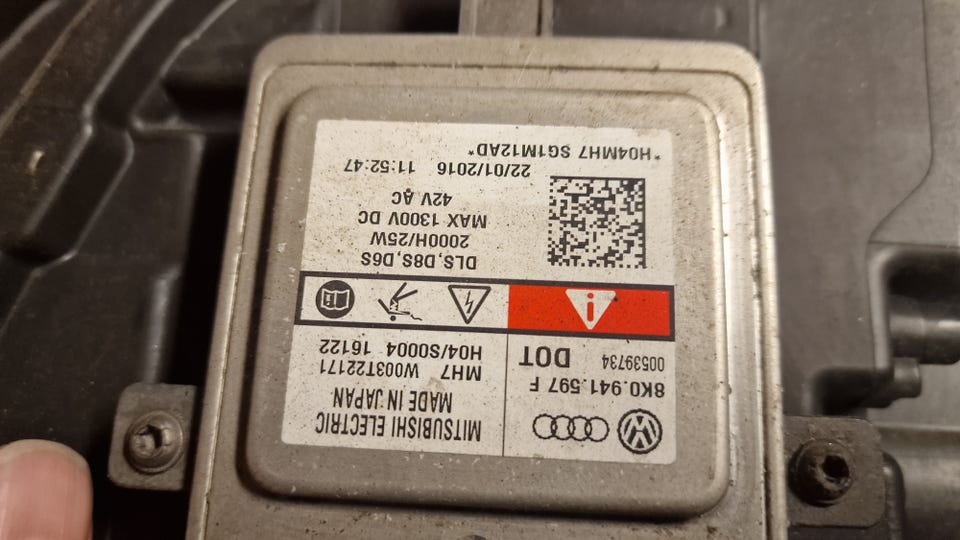 8K0.941.597 F
00539734 DOT
MITSUBISHI ELECTRIC
MADE IN JAPAN
MH7 W003T22171
H04/S0004 16122
DLS,D8S,D6S
2000H/25W
MAX 1300V DC
42V AC
22/01/2016 11:52:47
*H04MH7 SG1M12AD*